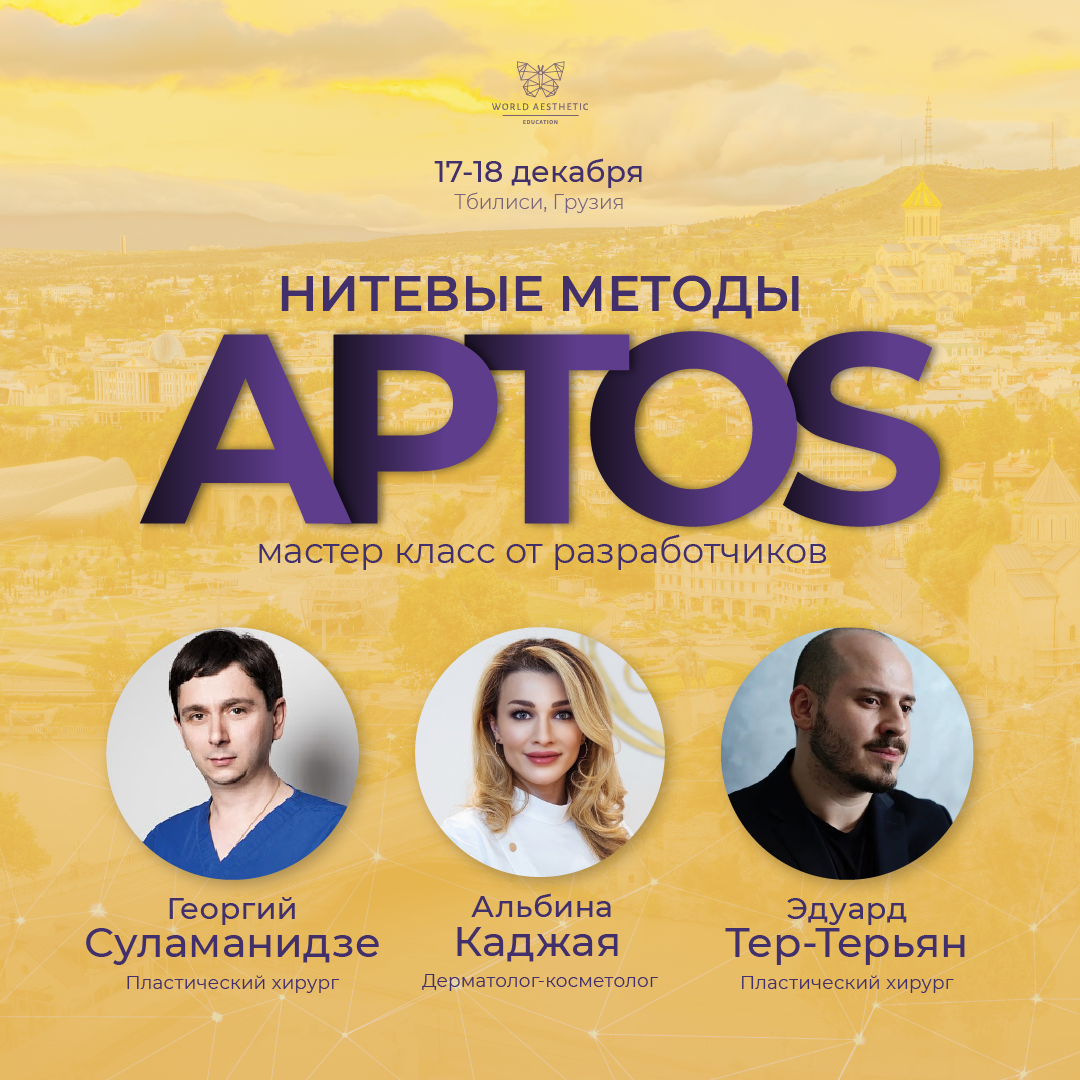 WORLD AESTHETIC
EDUCATION
17-18 декабря
Тбилиси, Грузия
НИТЕВЫЕ МЕТОДЫ
APTOS
мастер класс от разработчиков
Георгий
Суламанидзе
Пластический хирург
Альбина
Каджая
Дерматолог-косметолог
Эдуард
Тер-Терьян
Пластический хирург